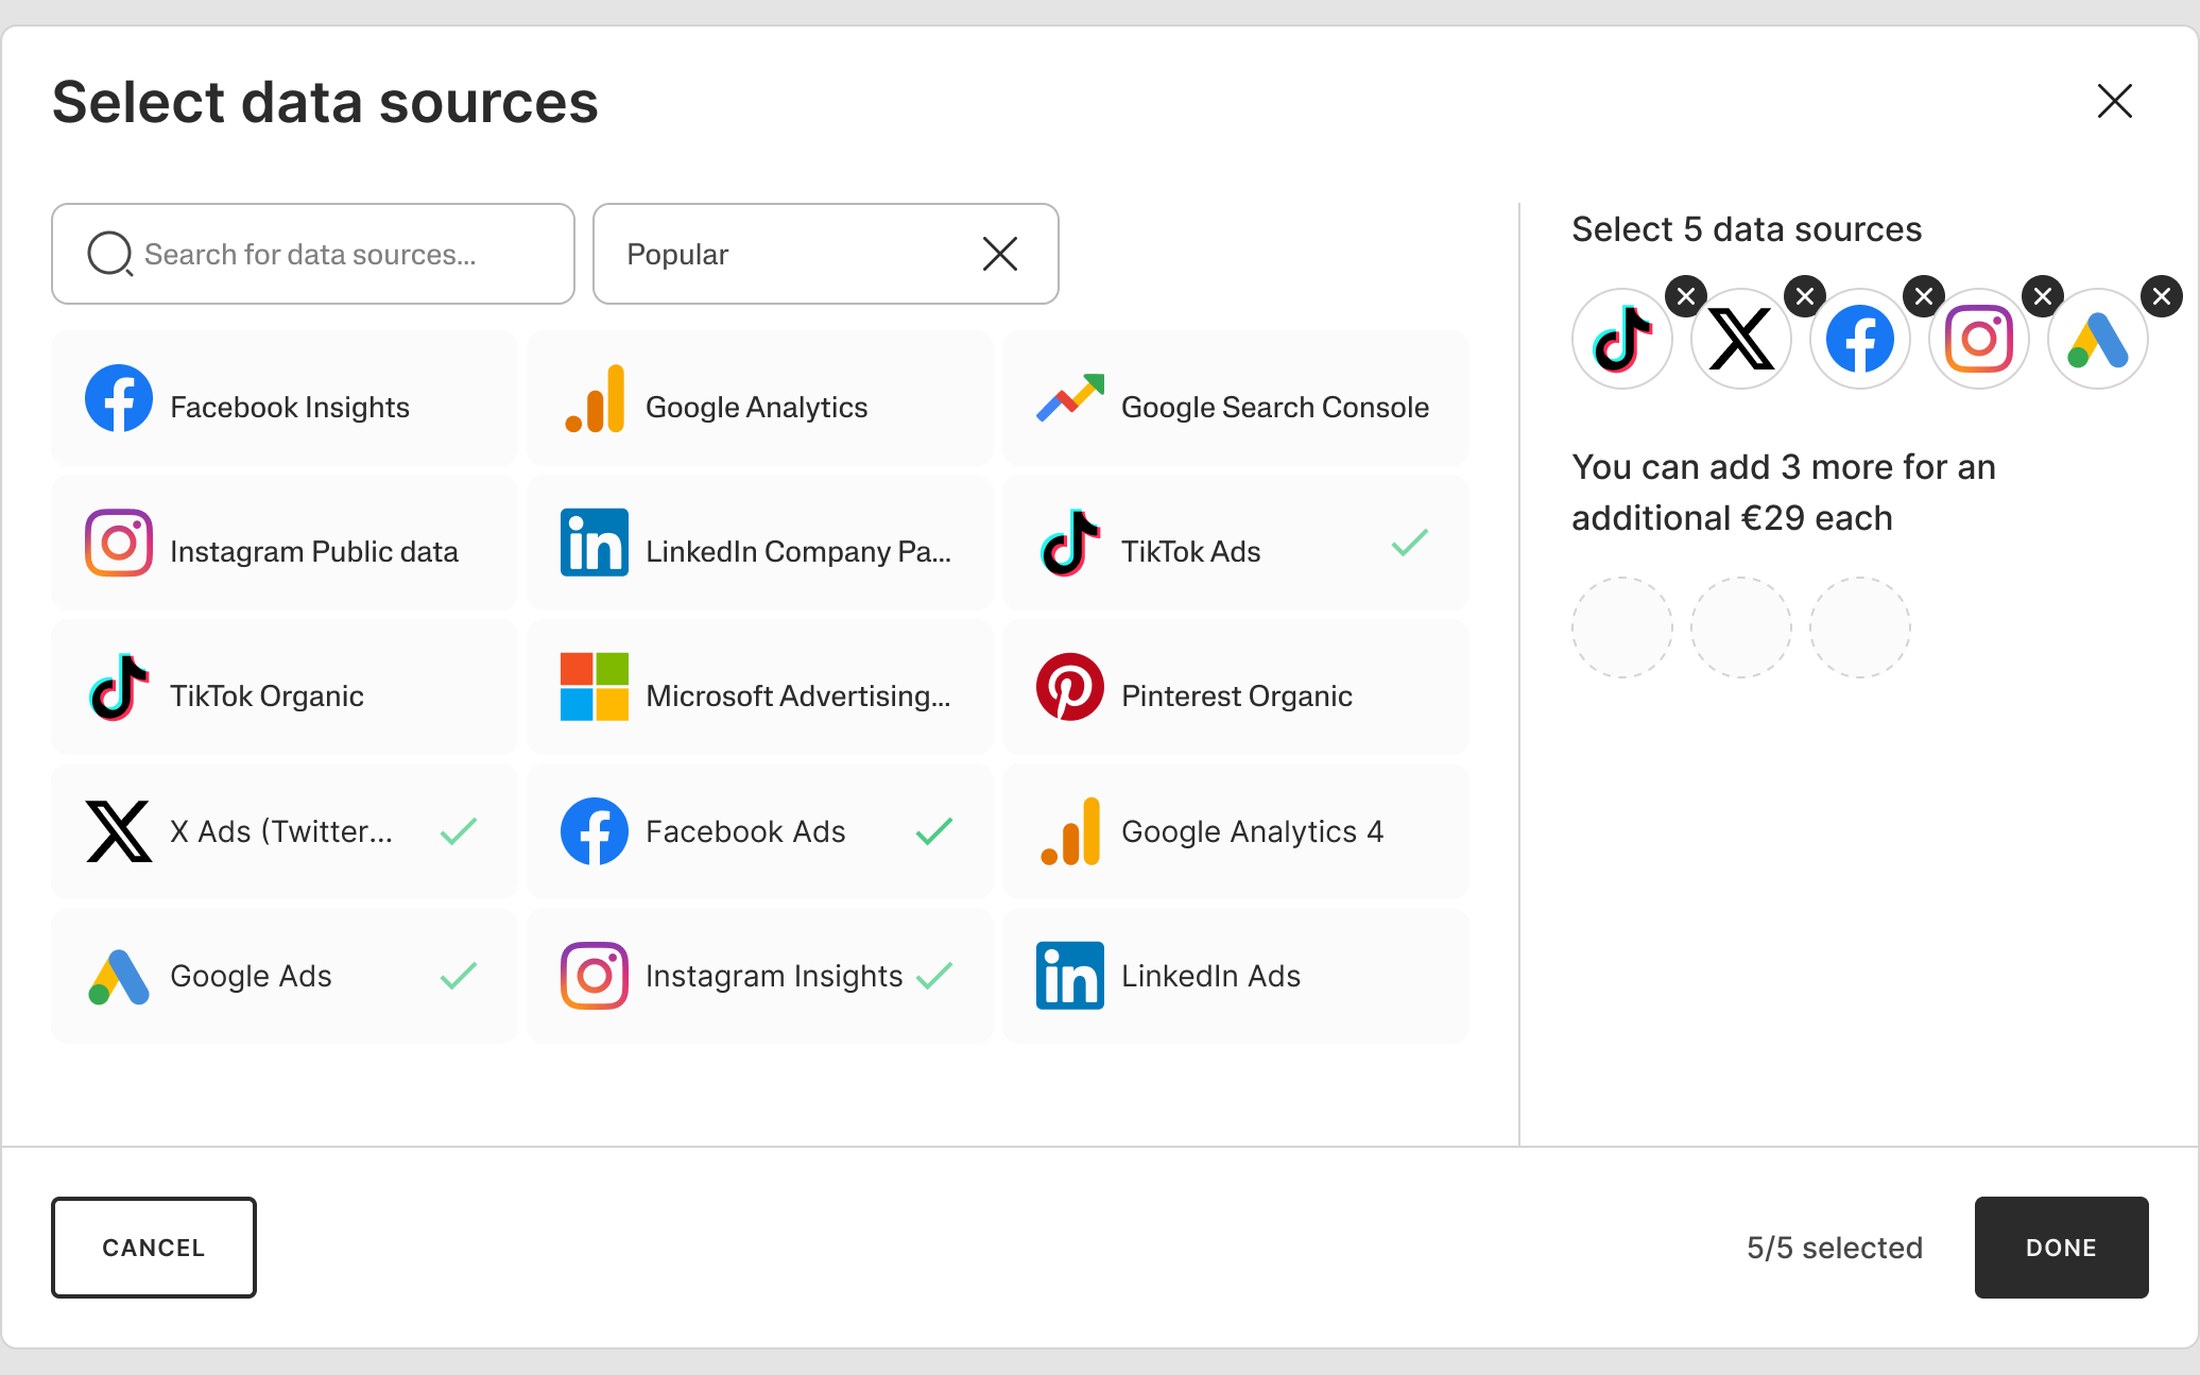 Select data sources
Search for data sources...
Popular
Facebook Insights
Google Analytics
Google Search Console
Instagram Public data
LinkedIn Company Pa...
TikTok Ads
TikTok Organic
Microsoft Advertising...
Pinterest Organic
X Ads (Twitter...
Facebook Ads
Google Analytics 4
Google Ads
Instagram Insights
LinkedIn Ads
Select 5 data sources
You can add 3 more for an
additional €29 each
CANCEL
5/5 selected
DONE